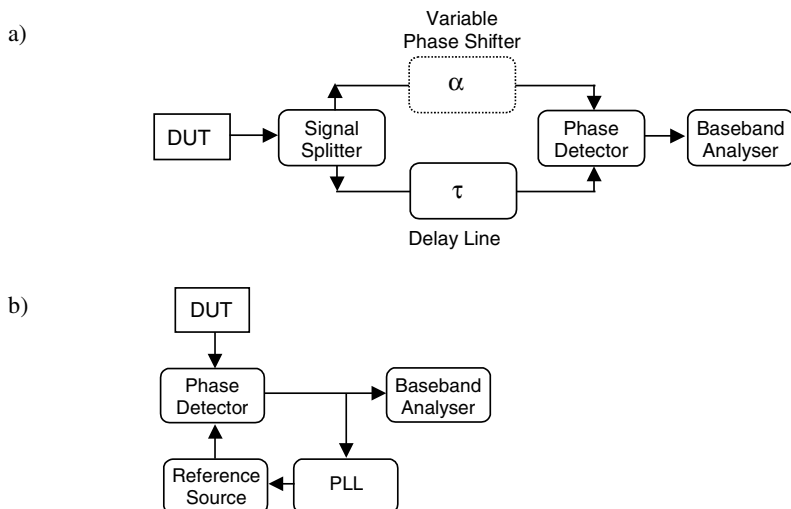 a)
Variable
Phase Shifter
α
DUT
Signal
Splitter
Phase
Detector
Baseband
Analyser
τ
Delay Line
b)
DUT
Phase
Detector
Baseband
Analyser
Reference
Source
PLL